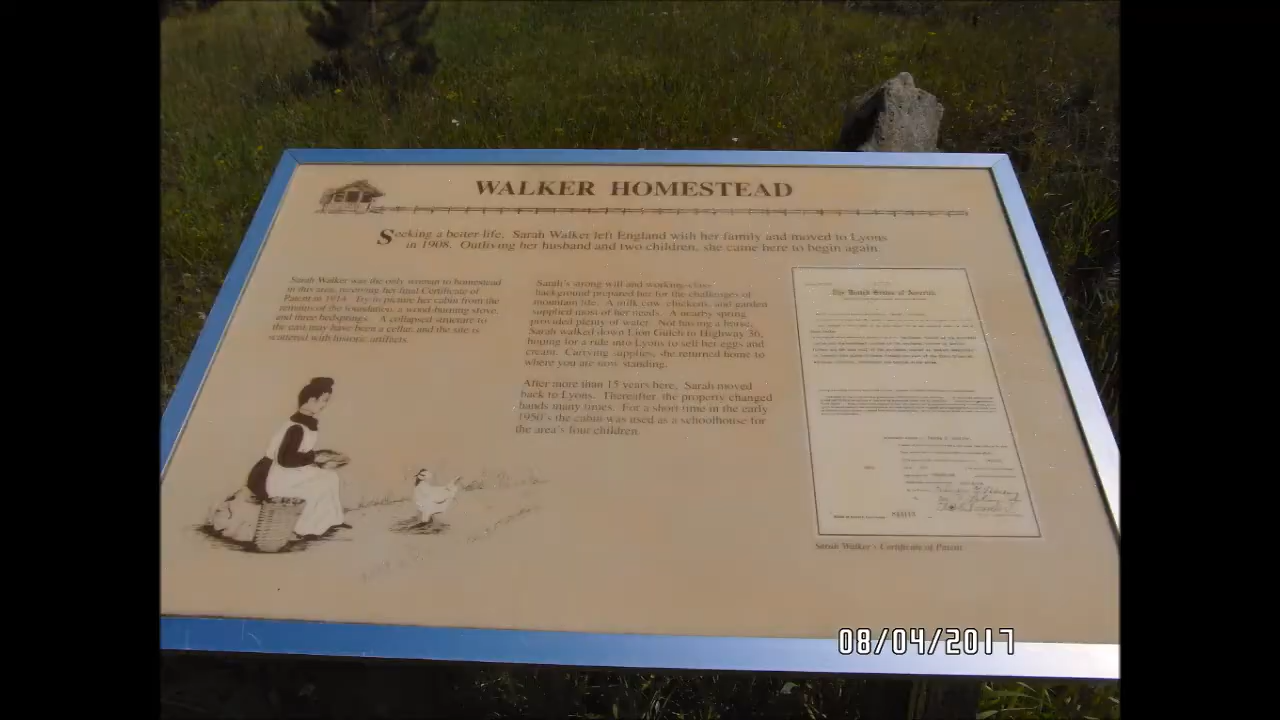 WALKER HOMESTEAD
Seeking a better life, Sarah Walker left England with her family and moved to Lyons
in 1908. Outliving her husband and two children, she came here to begin again.
Sarah Walker was the only woman to homestead
in this area, receiving her final Certificate of
Patent in 1914. Try to picture her cabin from the
remains of the foundation, a wood-burning stove,
and three bedsprings. A collapsed structure to
the east may have been a cellar, and the site is
scattered with historic artifacts.
Sarah's strong will and working-class
background prepared her for the challenges of
mountain life. A milk cow, chickens, and garden
supplied most of her needs. A nearby spring
provided plenty of water. Not having a horse,
Sarah walked down Lion Gulch to Highway 36,
hoping for a ride into Lyons to sell her eggs and
cream. Carrying supplies, she returned home to
where you are now standing.
After more than 15 years here, Sarah moved
back to Lyons. Thereafter, the property changed
hands many times. For a short time in the early
1950's the cabin was used as a schoolhouse for
the area's four children.
The United States of America,
Sarah Walker's Certificate of Patent
08/04/2017